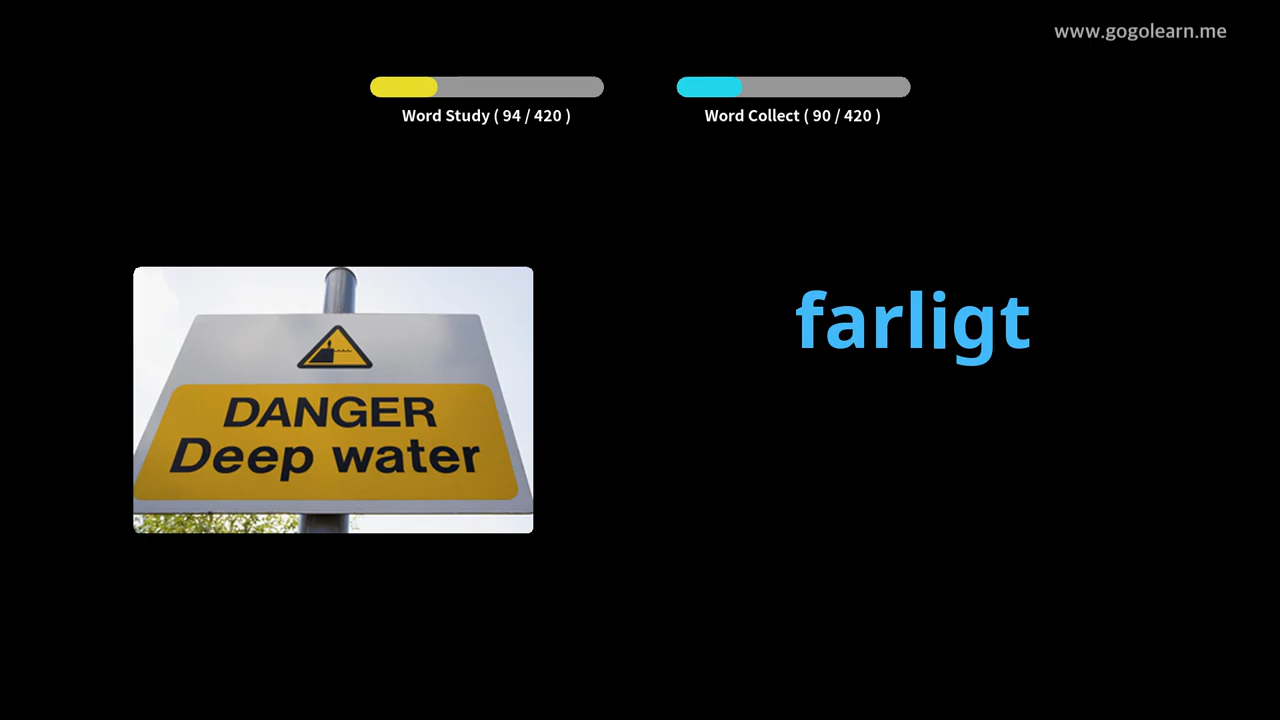 www.gogolearn.me
Word Study ( 94 / 420 )
Word Collect ( 90 / 420 )
DANGER
Deep water
farligt